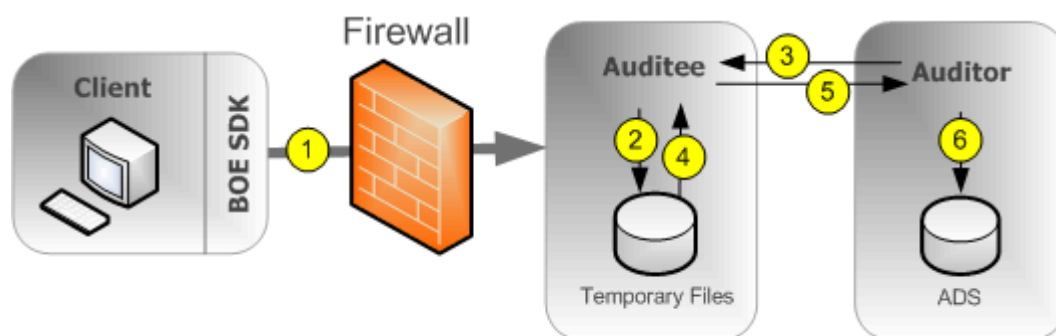 Firewall
Client
BOE SDK
1
Auditee
3
Auditor
5
2
4
6
Temporary Files
ADS